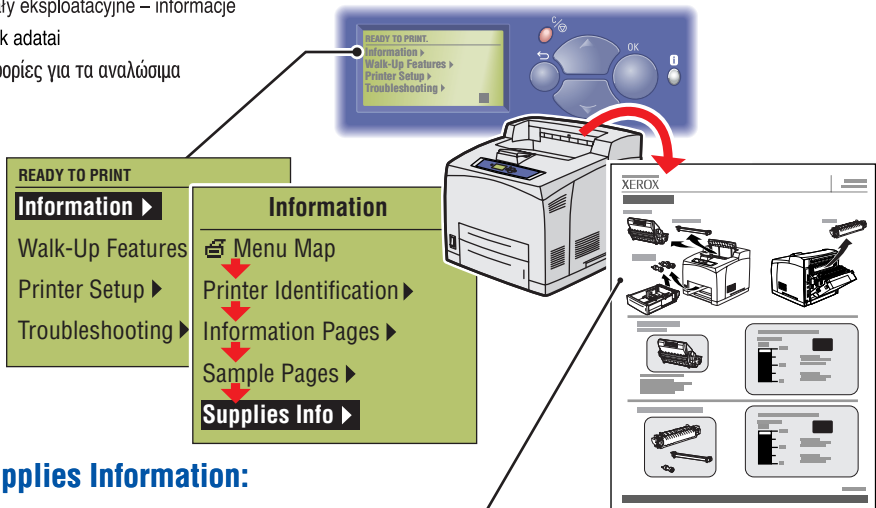 ły eksploatacyjne – informacje
k adatai
ορίες για τα αναλώσιμα
READY TO PRINT.
Information
Walk-Up Features
Printer Setup
Troubleshooting
C/
OK
i
READY TO PRINT
Information
Walk-Up Features
Printer Setup
Troubleshooting
Information
Menu Map
Printer Identification
Information Pages
Sample Pages
Supplies Info
XEROX
pplies Information: